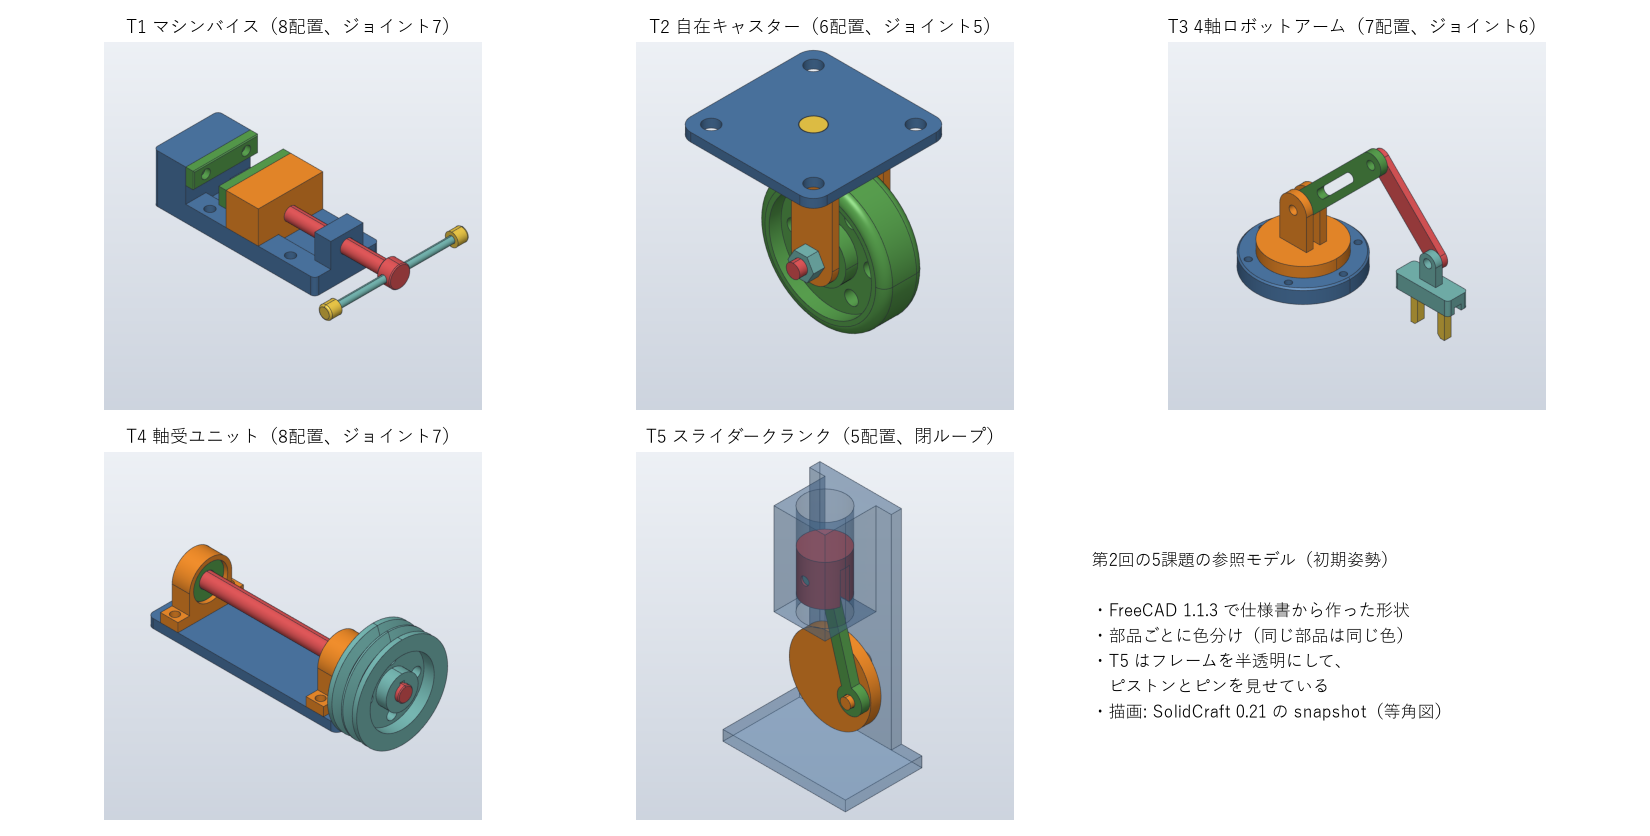 T1 マシンバイス（8配置、ジョイント7）
T2 自在キャスター（6配置、ジョイント5）
T3 4軸ロボットアーム（7配置、ジョイント6）
T4 軸受ユニット（8配置、ジョイント7）
T5 スライダークランク（5配置、閉ループ）
第2回の5課題の参照モデル（初期姿勢）
・FreeCAD 1.1.3 で仕様書から作った形状
・部品ごとに色分け（同じ部品は同じ色）
・T5 はフレームを半透明にして、
ピストンとピンを見せている
・描画: SolidCraft 0.21 の snapshot（等角図）